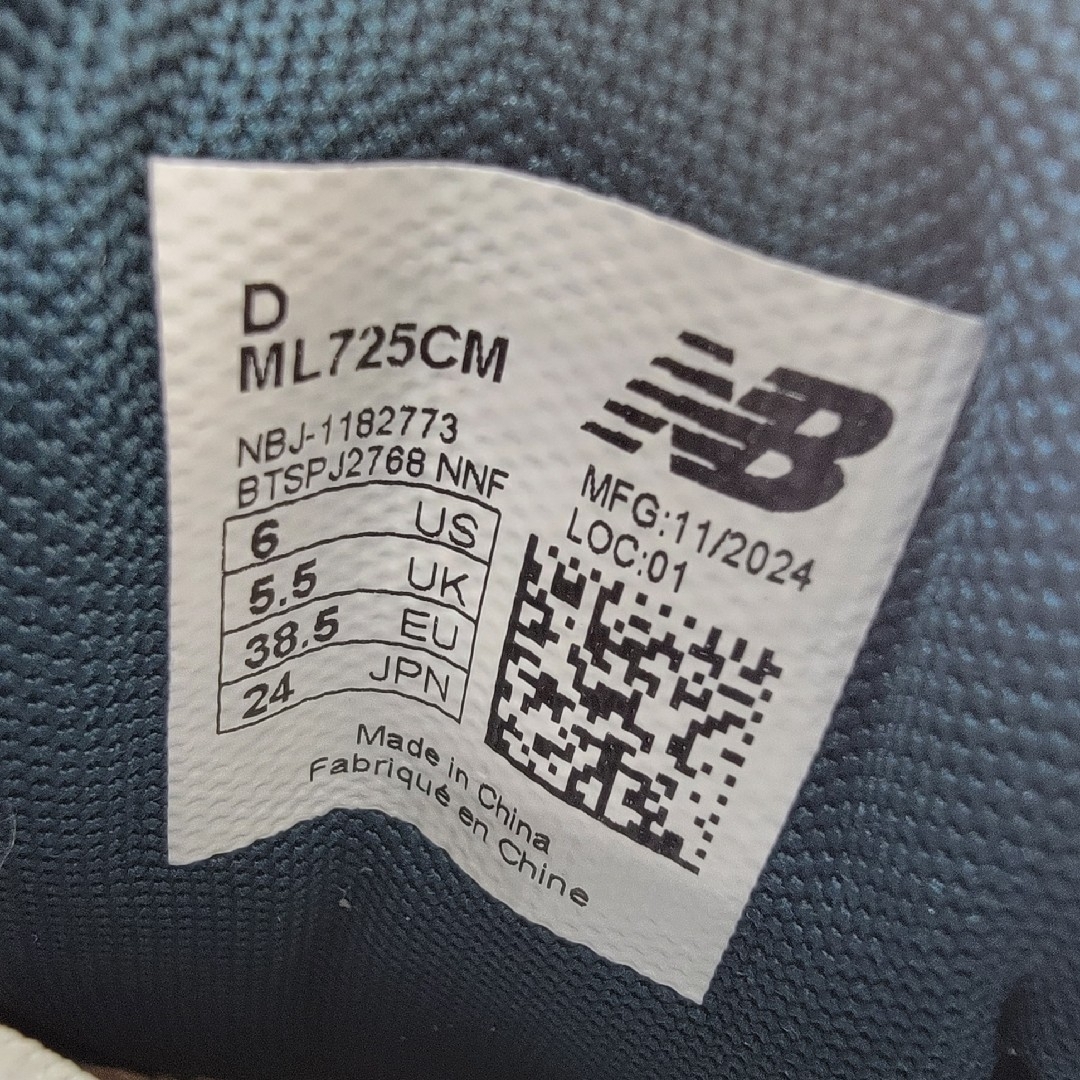 D
ML725CM
NBJ-1182773
BTSPJ2768 NNF
6 US
5.5 UK
38.5 EU
24 JPN
Made in China
Fabriqué en Chine
NB
MFG:11/2024
LOC:01